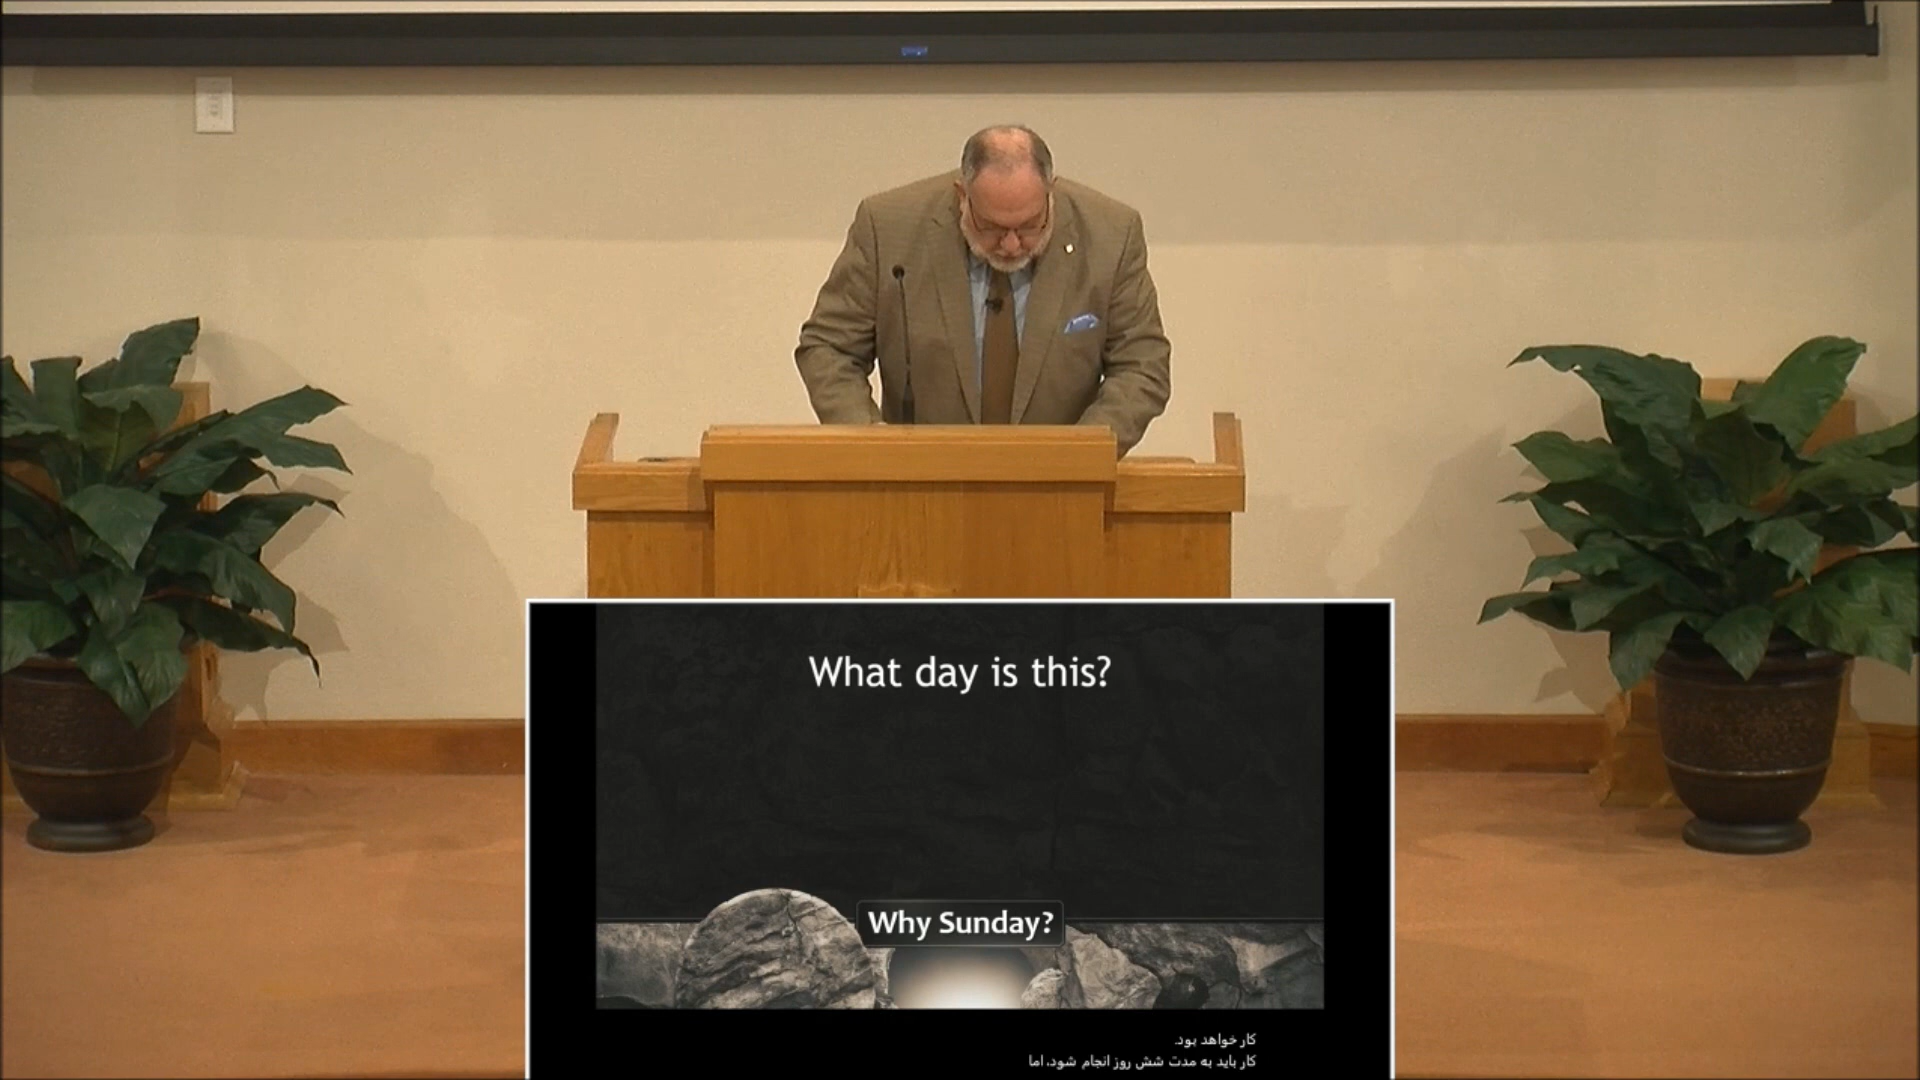 What day is this?
Why Sunday?
کار خواهد بود.
کار باید به مدت شش روز انجام شود، اما